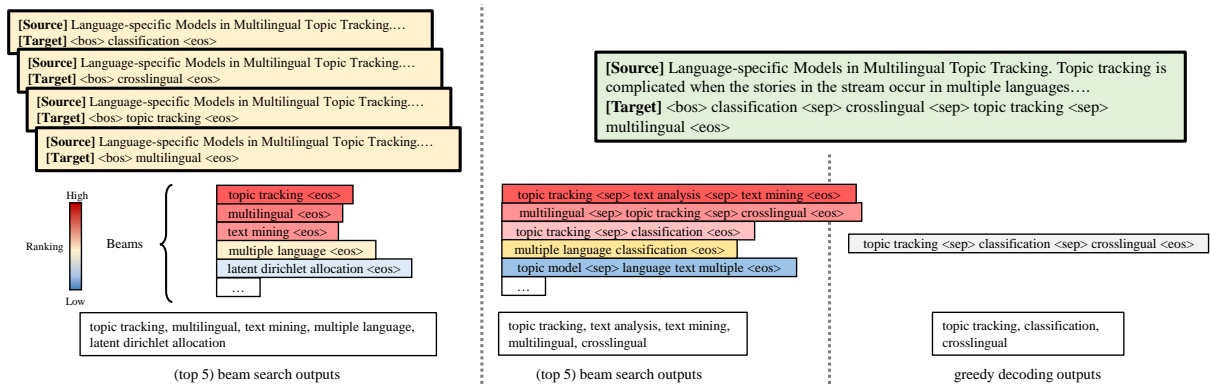 [Source] Language-specific Models in Multilingual Topic Tracking.…
[Target] <bos> classification <eos>
[Source] Language-specific Models in Multilingual Topic Tracking.…
[Target] <bos> crosslingual <eos>
[Source] Language-specific Models in Multilingual Topic Tracking.…
[Target] <bos> topic tracking <eos>
[Source] Language-specific Models in Multilingual Topic Tracking.…
[Target] <bos> multilingual <eos>
High
Ranking
Low
Beams
topic tracking <eos>
multilingual <eos>
text mining <eos>
multiple language <eos>
latent dirichlet allocation <eos>
…
topic tracking, multilingual, text mining, multiple language,
latent dirichlet allocation
(top 5) beam search outputs
[Source] Language-specific Models in Multilingual Topic Tracking. Topic tracking is
complicated when the stories in the stream occur in multiple languages….
[Target] <bos> classification <sep> crosslingual <sep> topic tracking <sep>
multilingual <eos>
topic tracking <sep> text analysis <sep> text mining <eos>
multilingual <sep> topic tracking <sep> crosslingual <eos>
topic tracking <sep> classification <eos>
multiple language classification <eos>
topic model <sep> language text multiple <eos>
…
topic tracking, text analysis, text mining,
multilingual, crosslingual
(top 5) beam search outputs
topic tracking <sep> classification <sep> crosslingual <eos>
topic tracking, classification,
crosslingual
greedy decoding outputs